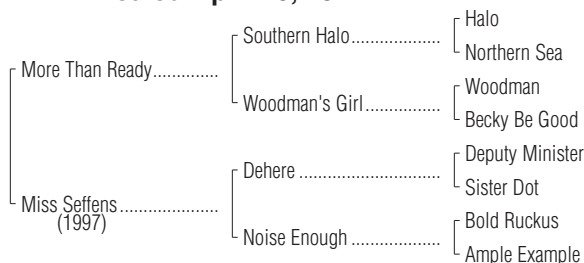 Halo
Southern Halo
Northern Sea
More Than Ready
Woodman
Woodman's Girl
Becky Be Good
Deputy Minister
Dehere
Sister Dot
Miss Seffens
(1997)
Bold Ruckus
Noise Enough
Ample Example